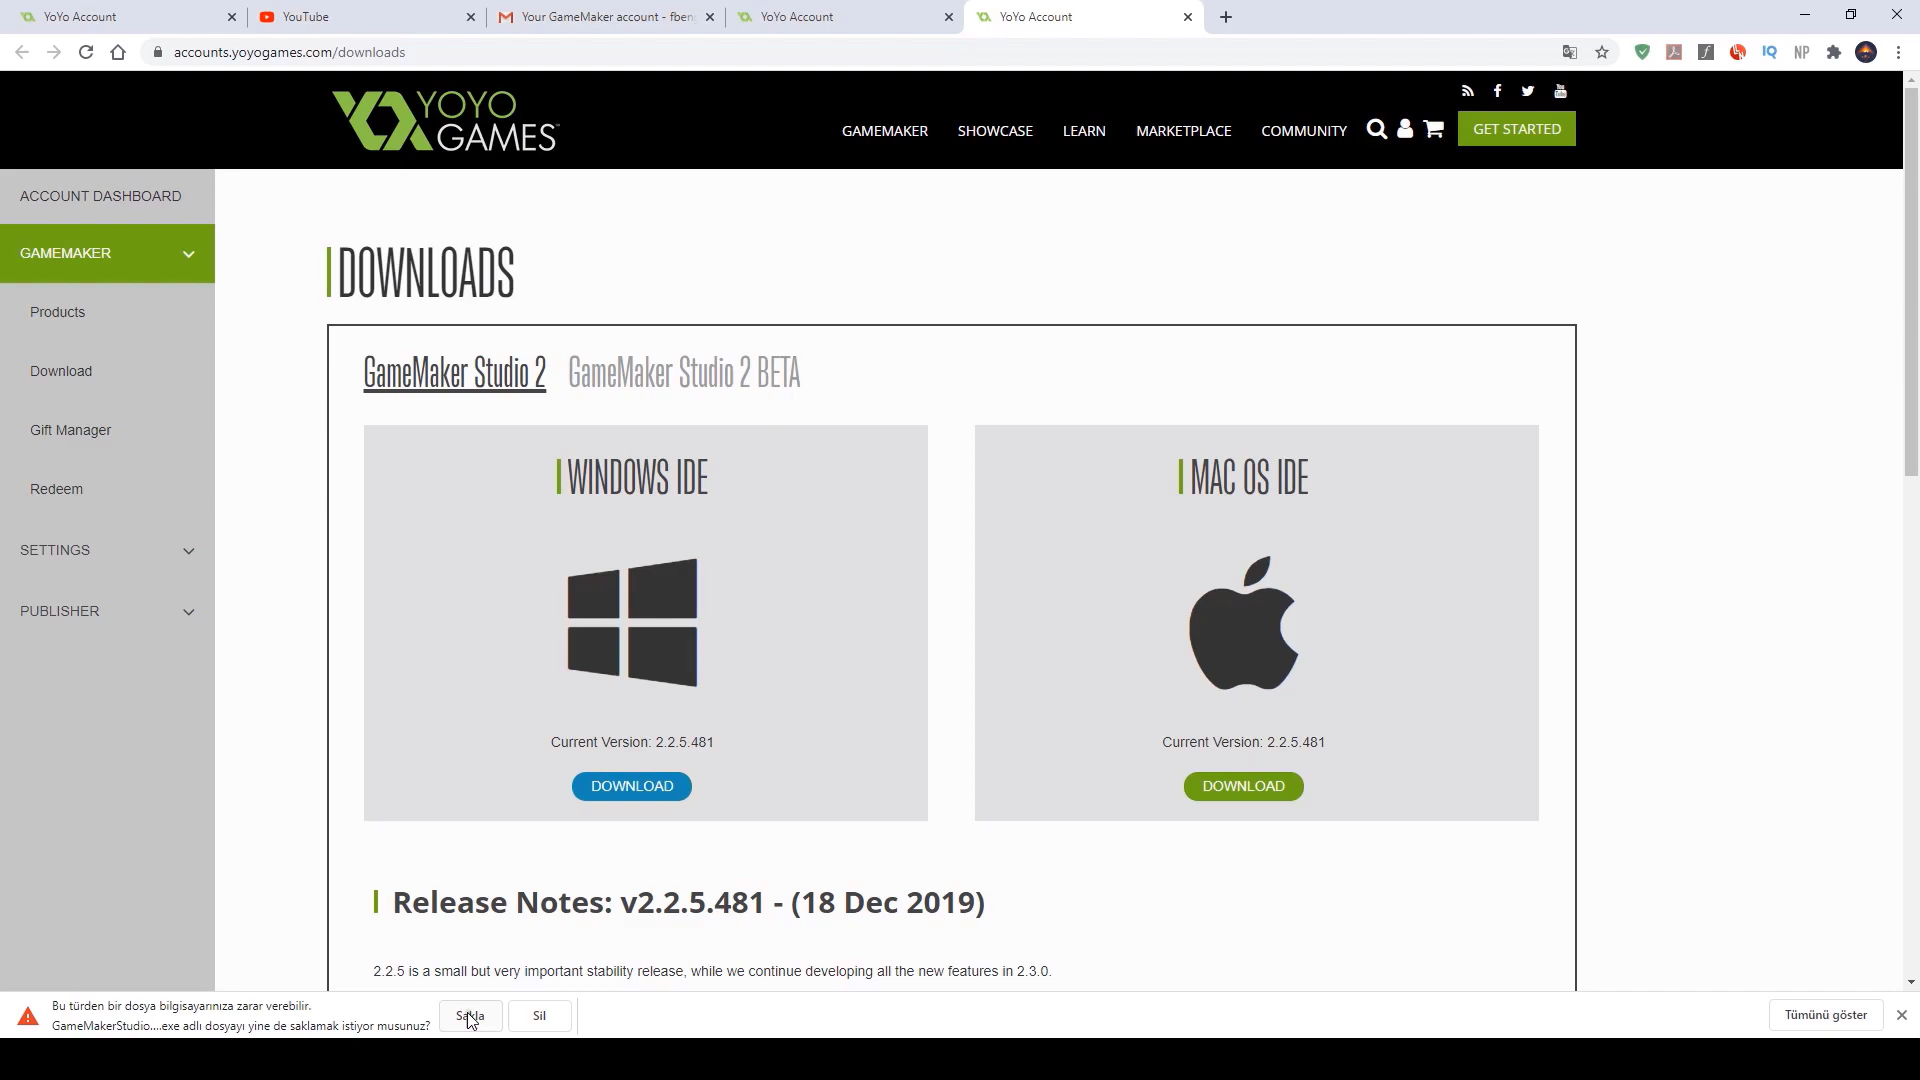 YoYo Account
YouTube
Your GameMaker account - fben
YoYo Account
YoYo Account
accounts.yoyogames.com/downloads
IQ
NP
YOYO
GAMES
GAMEMAKER
SHOWCASE
LEARN
MARKETPLACE
COMMUNITY
GET STARTED
ACCOUNT DASHBOARD
GAMEMAKER
Products
Download
Gift Manager
Redeem
SETTINGS
PUBLISHER
DOWNLOADS
GameMaker Studio 2
GameMaker Studio 2 BETA
WINDOWS IDE
Current Version: 2.2.5.481
DOWNLOAD
MAC OS IDE
Current Version: 2.2.5.481
DOWNLOAD
Release Notes: v2.2.5.481 - (18 Dec 2019)
2.2.5 is a small but very important stability release, while we continue developing all the new features in 2.3.0.
Bu türden bir dosya bilgisayarınıza zarar verebilir.
GameMakerStudio....exe adlı dosyayı yine de saklamak istiyor musunuz?
Sakla
Sil
Tümünü göster